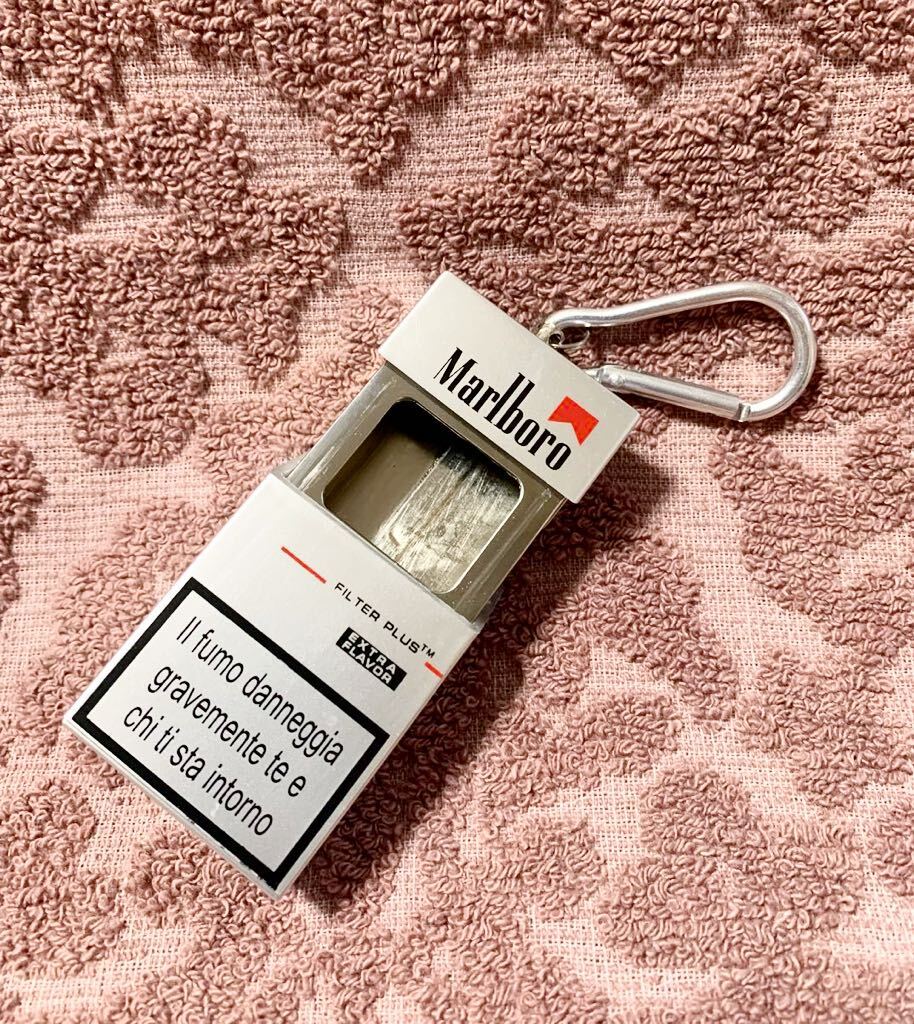 Marlboro
FILTER PLUS™
EXTRA
FLAVOR
Il fumo danneggia
gravemente te e
chi ti sta intorno